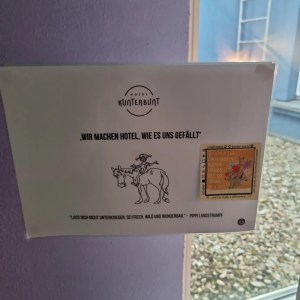 HOTEL
KUNTERBUNT
„WIR MACHEN HOTEL, WIE ES UNS GEFÄLLT“
"LASS DICH NICHT UNTERKRIEGEN, SEI FRECH, WILD UND WUNDERBAR." - PIPPI LANGSTRUMPF